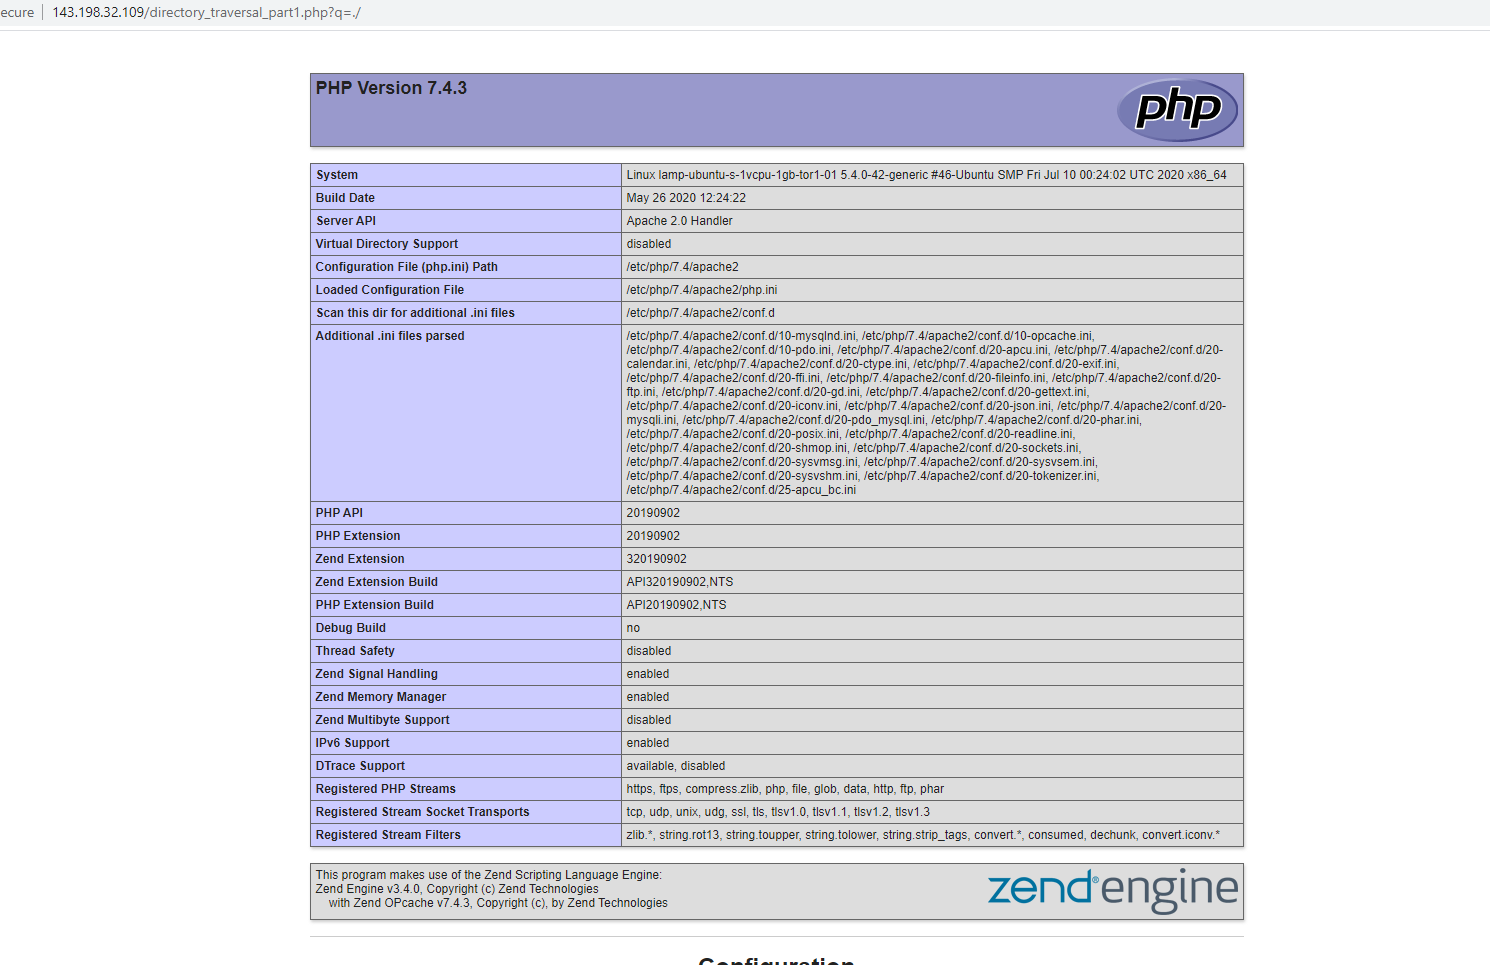 ecure 143.198.32.109/directory_traversal_part1.php?q=./
PHP Version 7.4.3
php
System Linux lamp-ubuntu-s-1vcpu-1gb-tor1-01 5.4.0-42-generic #46-Ubuntu SMP Fri Jul 10 00:24:02 UTC 2020 x86_64
Build Date May 26 2020 12:24:22
Server API Apache 2.0 Handler
Virtual Directory Support disabled
Configuration File (php.ini) Path /etc/php/7.4/apache2
Loaded Configuration File /etc/php/7.4/apache2/php.ini
Scan this dir for additional .ini files /etc/php/7.4/apache2/conf.d
Additional .ini files parsed /etc/php/7.4/apache2/conf.d/10-mysqlnd.ini, /etc/php/7.4/apache2/conf.d/10-opcache.ini,
/etc/php/7.4/apache2/conf.d/10-pdo.ini, /etc/php/7.4/apache2/conf.d/20-apcu.ini, /etc/php/7.4/apache2/conf.d/20-
calendar.ini, /etc/php/7.4/apache2/conf.d/20-ctype.ini, /etc/php/7.4/apache2/conf.d/20-exif.ini,
/etc/php/7.4/apache2/conf.d/20-ffi.ini, /etc/php/7.4/apache2/conf.d/20-fileinfo.ini, /etc/php/7.4/apache2/conf.d/20-
ftp.ini, /etc/php/7.4/apache2/conf.d/20-gd.ini, /etc/php/7.4/apache2/conf.d/20-gettext.ini,
/etc/php/7.4/apache2/conf.d/20-iconv.ini, /etc/php/7.4/apache2/conf.d/20-json.ini, /etc/php/7.4/apache2/conf.d/20-
mysqli.ini, /etc/php/7.4/apache2/conf.d/20-pdo_mysql.ini, /etc/php/7.4/apache2/conf.d/20-phar.ini,
/etc/php/7.4/apache2/conf.d/20-posix.ini, /etc/php/7.4/apache2/conf.d/20-readline.ini,
/etc/php/7.4/apache2/conf.d/20-shmop.ini, /etc/php/7.4/apache2/conf.d/20-sockets.ini,
/etc/php/7.4/apache2/conf.d/20-sysvmsg.ini, /etc/php/7.4/apache2/conf.d/20-sysvsem.ini,
/etc/php/7.4/apache2/conf.d/20-sysvshm.ini, /etc/php/7.4/apache2/conf.d/20-tokenizer.ini,
/etc/php/7.4/apache2/conf.d/25-apcu_bc.ini
PHP API 20190902
PHP Extension 20190902
Zend Extension 320190902
Zend Extension Build API320190902,NTS
PHP Extension Build API20190902,NTS
Debug Build no
Thread Safety disabled
Zend Signal Handling enabled
Zend Memory Manager enabled
Zend Multibyte Support disabled
IPv6 Support enabled
DTrace Support available, disabled
Registered PHP Streams https, ftps, compress.zlib, php, file, glob, data, http, ftp, phar
Registered Stream Socket Transports tcp, udp, unix, udg, ssl, tls, tlsv1.0, tlsv1.1, tlsv1.2, tlsv1.3
Registered Stream Filters zlib.*, string.rot13, string.toupper, string.tolower, string.strip_tags, convert.*, consumed, dechunk, convert.iconv.*
This program makes use of the Zend Scripting Language Engine:
Zend Engine v3.4.0, Copyright (c) Zend Technologies
with Zend OPcache v7.4.3, Copyright (c), by Zend Technologies
zend® engine
Configuration